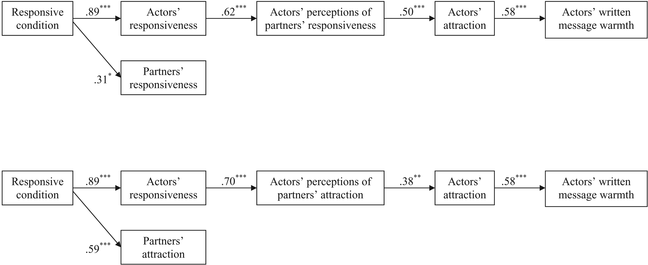 Responsive
condition
.89***
Actors'
responsiveness
.62***
Actors' perceptions of
partners' responsiveness
.50***
Actors'
attraction
.58***
Actors' written
message warmth
.31*
Partners'
responsiveness
Responsive
condition
.89***
Actors'
responsiveness
.70***
Actors' perceptions of
partners' attraction
.38**
Actors'
attraction
.58***
Actors' written
message warmth
.59***
Partners'
attraction